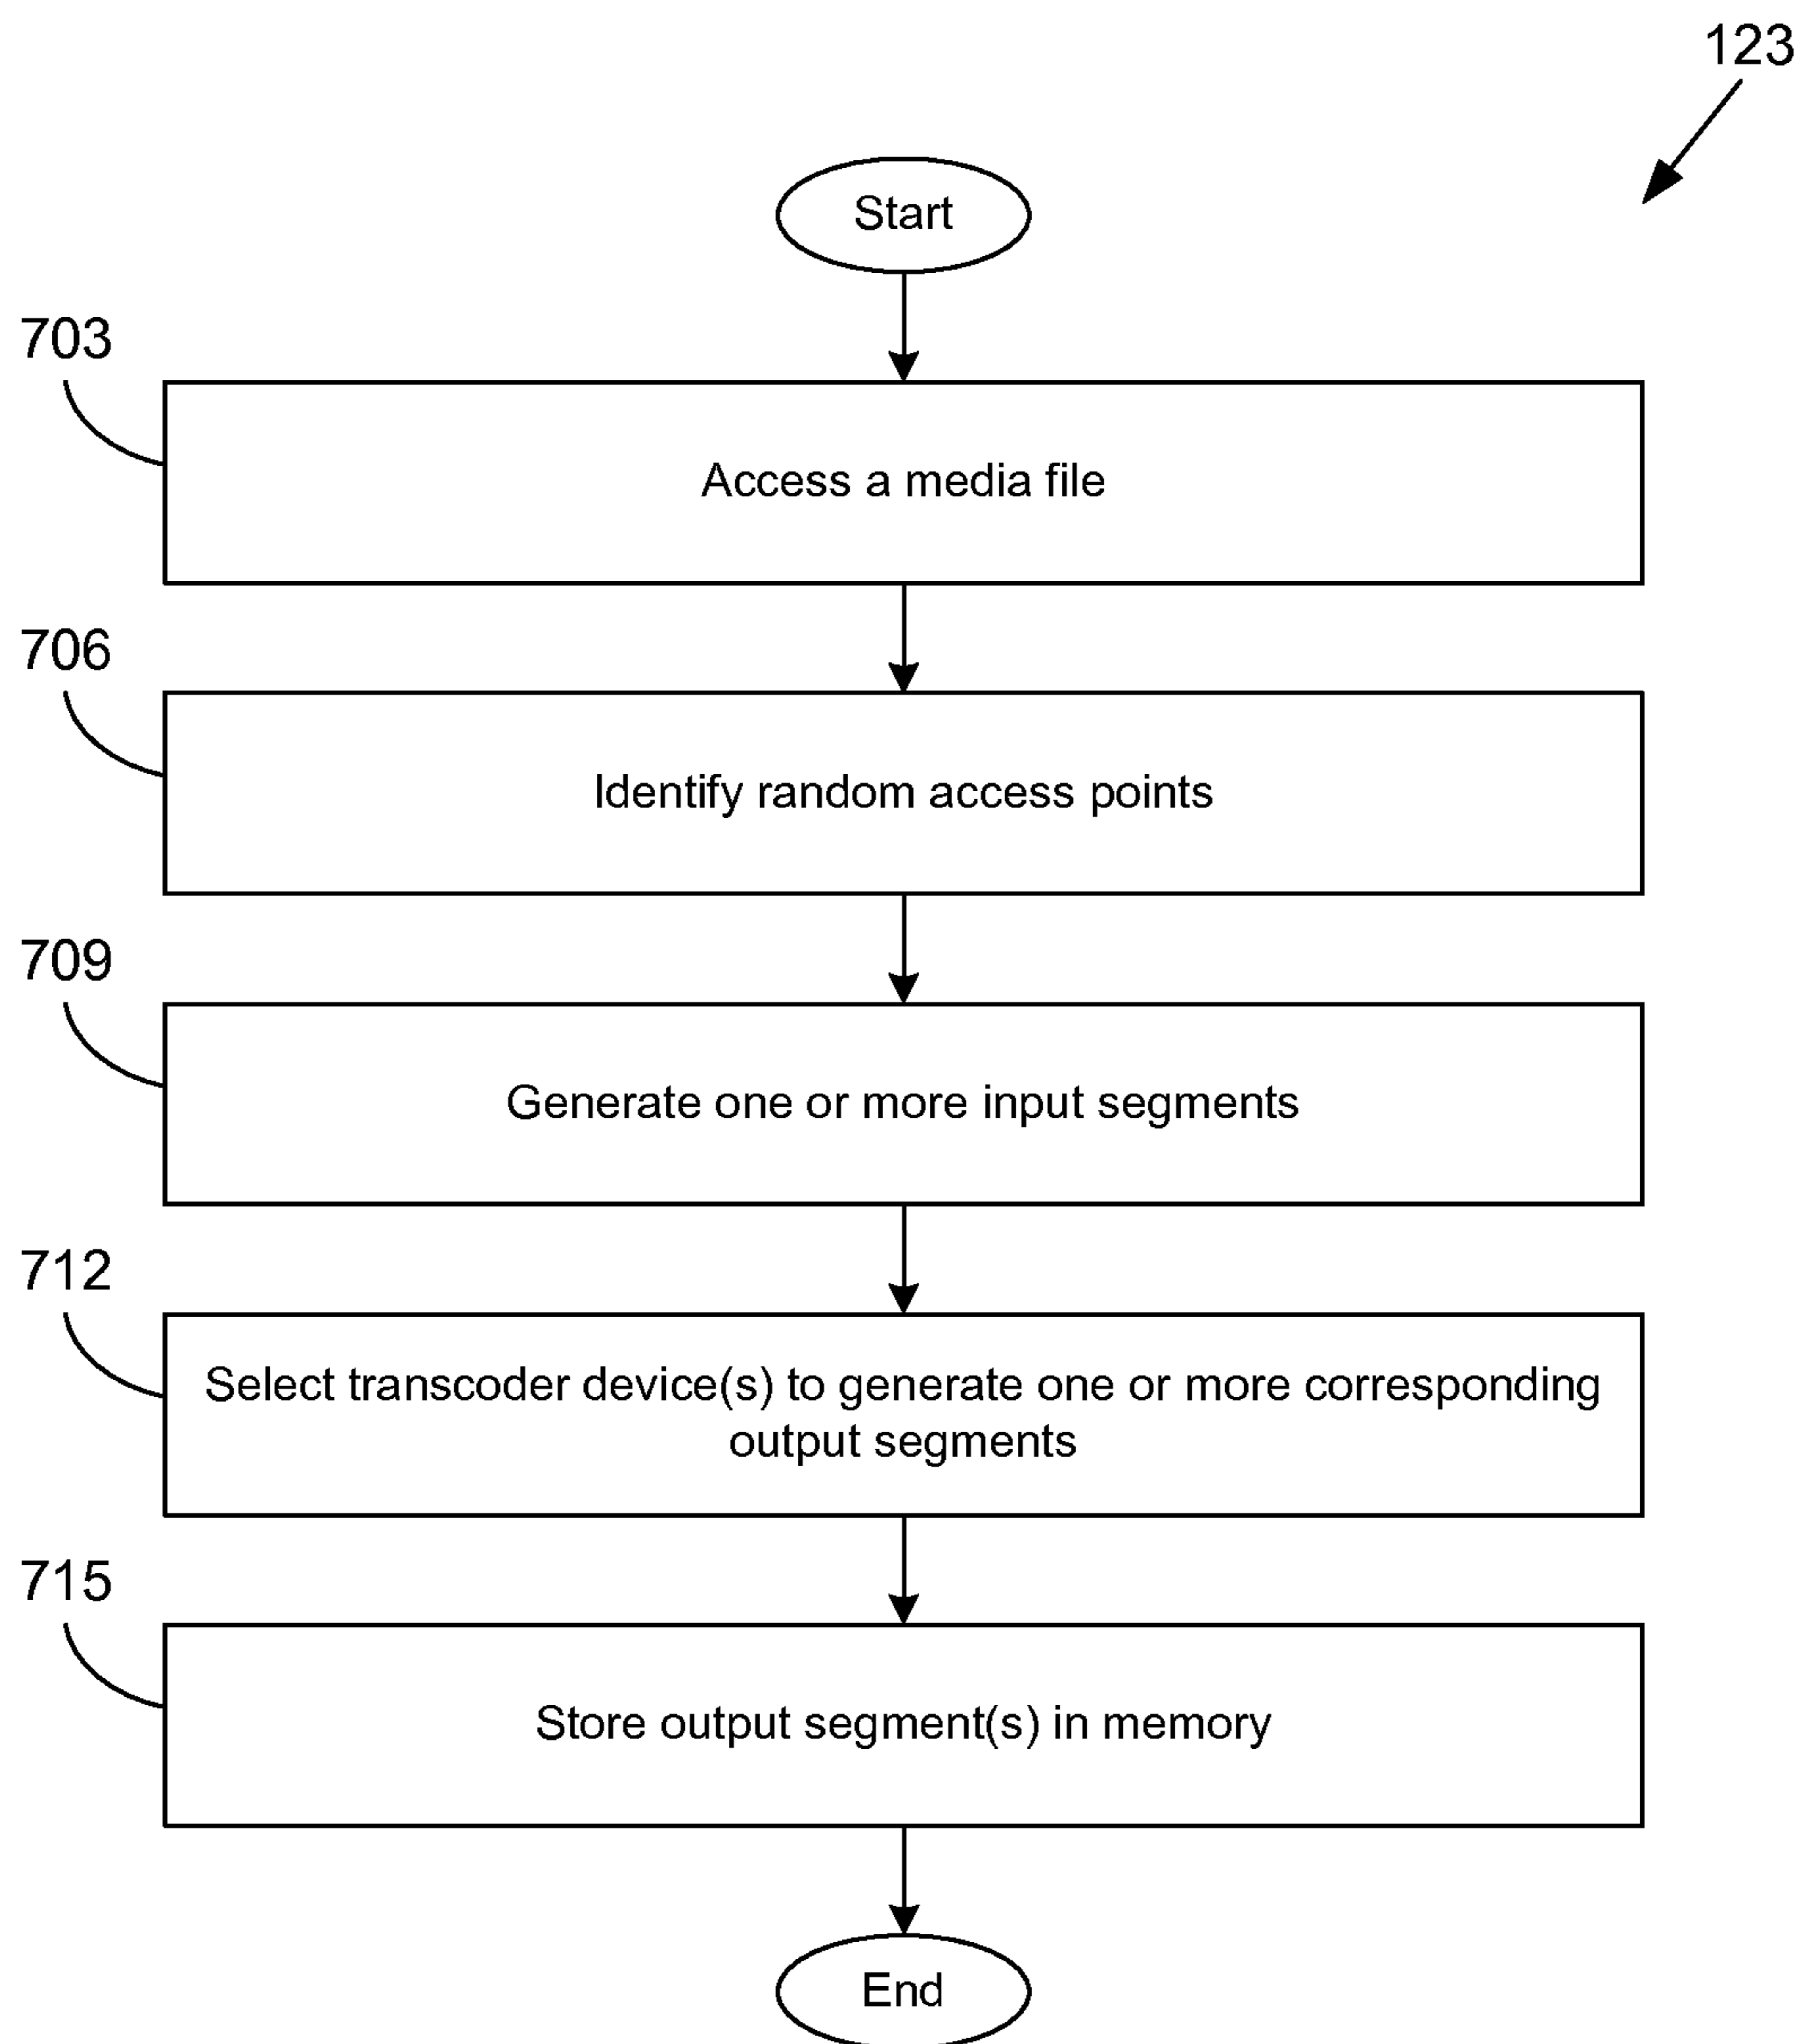 123
Start
703
Access a media file
706
Identify random access points
709
Generate one or more input segments
712
Select transcoder device(s) to generate one or more corresponding
output segments
715
Store output segment(s) in memory
End